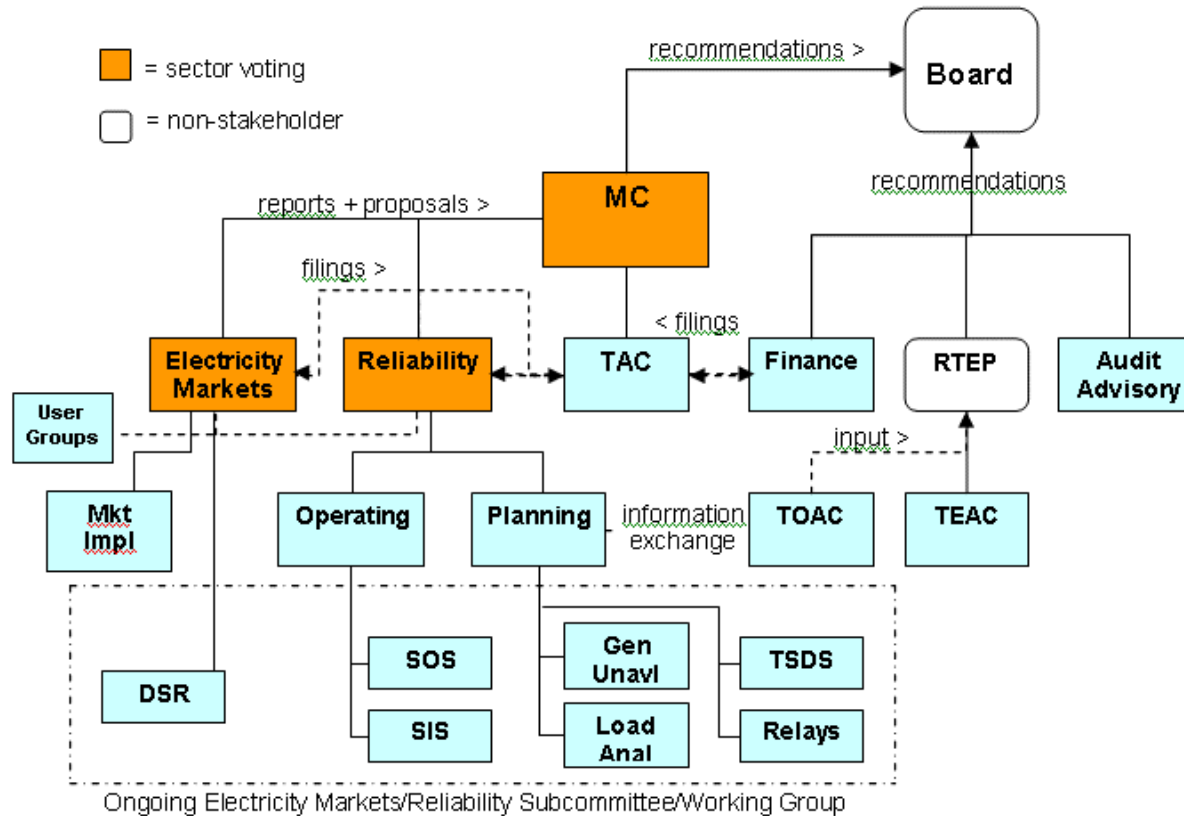 recommendations >
Board
= sector voting
= non-stakeholder
MC
recommendations
reports + proposals >
filings >
< filings
Electricity
Markets
Reliability
TAC
Finance
RTEP
Audit
Advisory
User
Groups
input >
Mkt
Impl
Operating
Planning
information
exchange
TOAC
TEAC
DSR
SOS
SIS
Gen
Unavl
Load
Anal
TSDS
Relays
Ongoing Electricity Markets/Reliability Subcommittee/Working Group